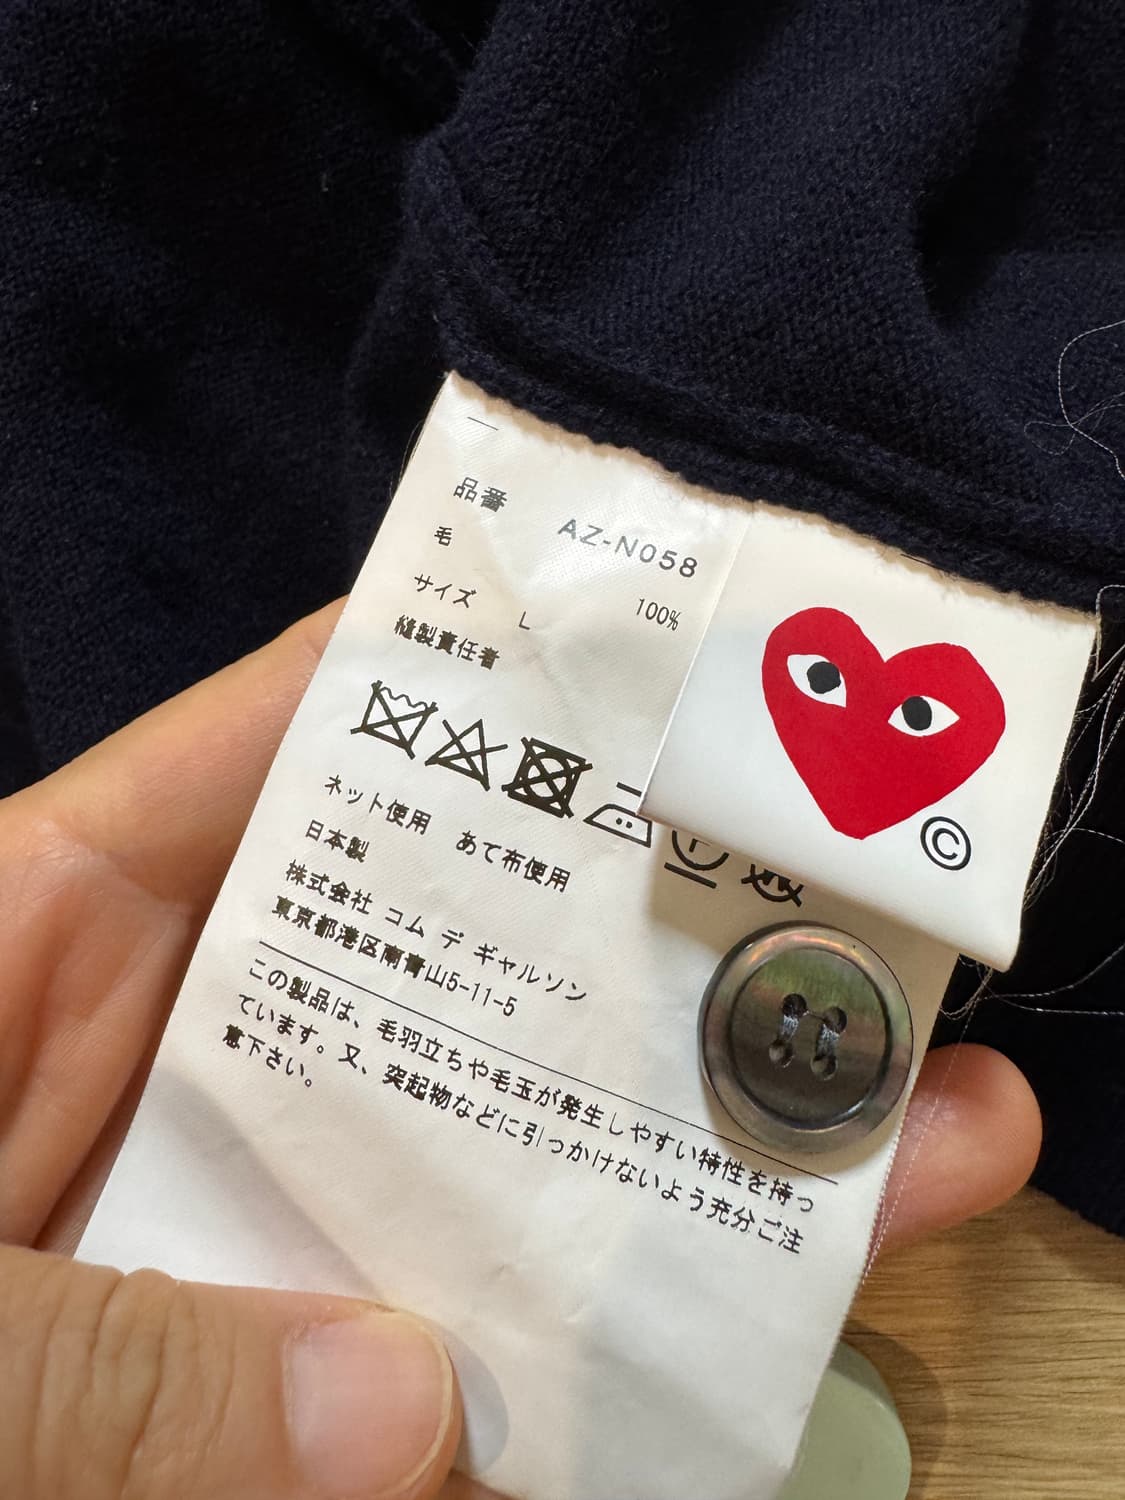 品番 AZ-N058
毛 100%
サイズ L
縫製責任者
ネット使用 あて布使用
日本製
株式会社 コム デ ギャルソン
東京都港区南青山5-11-5
この製品は、毛羽立ちや毛玉が発生しやすい特性を持っ
ています。又、突起物などに引っかけないよう充分ご注
意下さい。
©